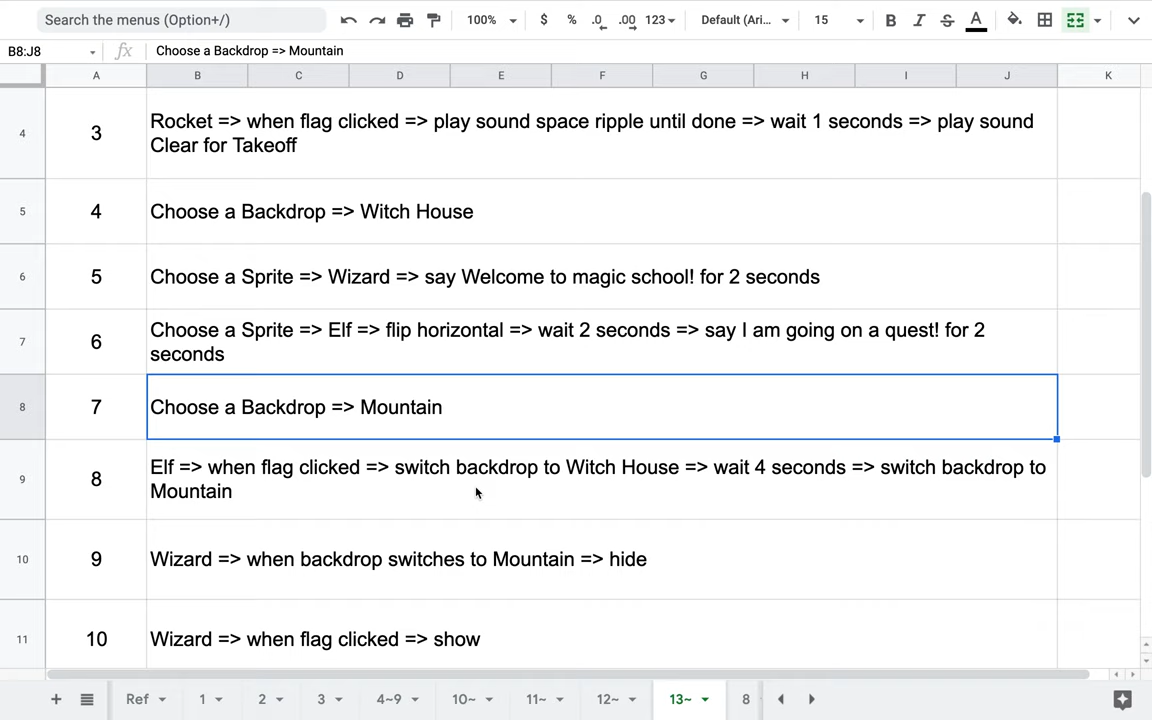 Search the menus (Option+/)
100%
$
%
.0
.00
123
Default (Ari...
15
B
I
S
A
B8:J8
fx
Choose a Backdrop => Mountain
A
B
C
D
E
F
G
H
I
J
K
4
3
Rocket => when flag clicked => play sound space ripple until done => wait 1 seconds => play sound
Clear for Takeoff
5
4
Choose a Backdrop => Witch House
6
5
Choose a Sprite => Wizard => say Welcome to magic school! for 2 seconds
7
6
Choose a Sprite => Elf => flip horizontal => wait 2 seconds => say I am going on a quest! for 2
seconds
8
7
Choose a Backdrop => Mountain
9
8
Elf => when flag clicked => switch backdrop to Witch House => wait 4 seconds => switch backdrop to
Mountain
10
9
Wizard => when backdrop switches to Mountain => hide
11
10
Wizard => when flag clicked => show
+
Ref
1
2
3
4~9
10~
11~
12~
13~
8